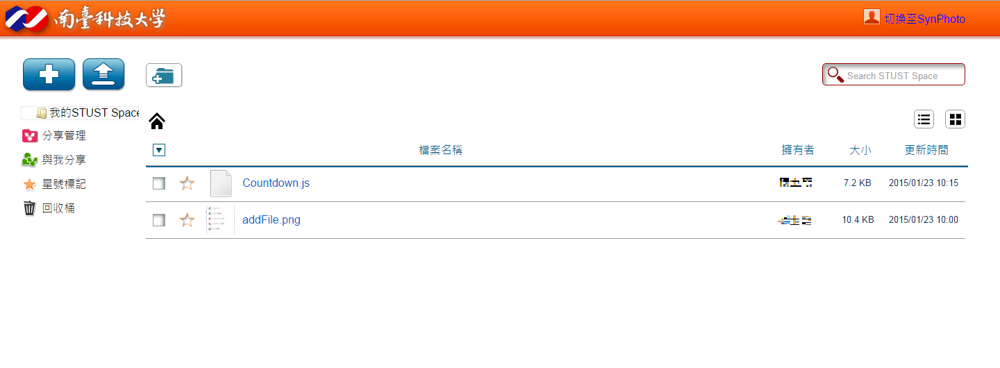 南臺科技大學
切換至SynPhoto
Search STUST Space
我的STUST Space
分享管理
與我分享
星號標記
回收桶
檔案名稱 擁有者 大小 更新時間
Countdown.js 7.2 KB 2015/01/23 10:15
addFile.png 10.4 KB 2015/01/23 10:00